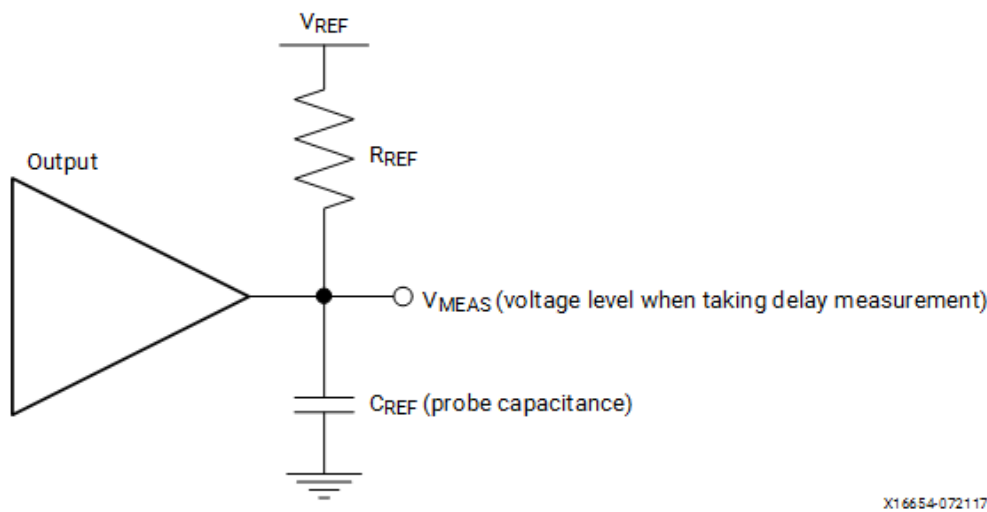 VREF
Output
RREF
VMEAS (voltage level when taking delay measurement)
CREF (probe capacitance)
X16654-072117